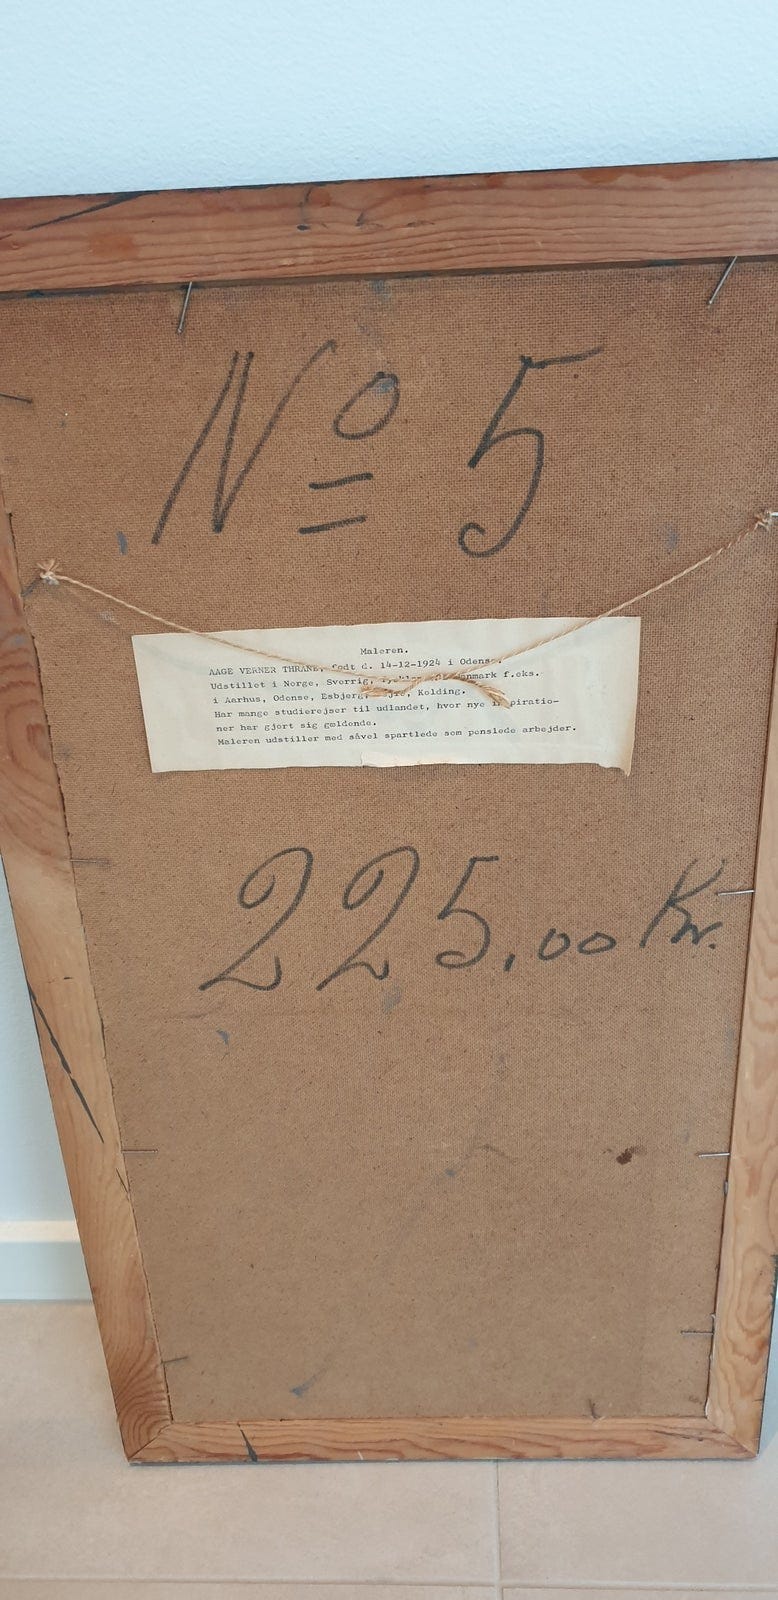 Nº 5
Maleren.
AAGE VERNER THRANE, født d. 14-12-1924 i Odense.
Udstillet i Norge, Sverrig, Danmark f.eks.
i Aarhus, Odense, Esbjerg, Kolding.
Har mange studierejser til udlandet, hvor nye inspiratio-
ner har gjort sig gældende.
Maleren udstiller med såvel spartlede som penslede arbejder.
225,00 Kr.